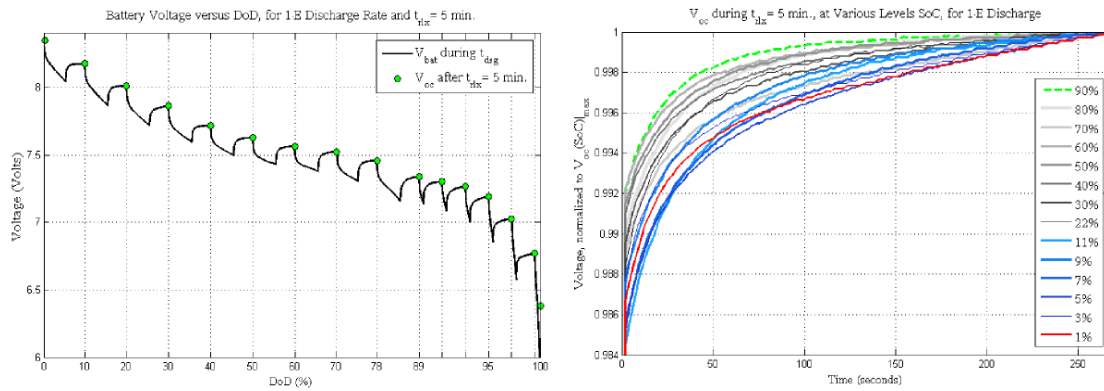 Battery Voltage versus DoD, for 1·E Discharge Rate and t_rlx = 5 min.
V_bat during t_dsg
V_oc after t_rlx = 5 min.
8
7.5
7
6.5
6
Voltage (Volts)
0 10 20 30 40 50 60 70 78 89 95 100
DoD (%)
V_oc during t_rlx = 5 min., at Various Levels SoC, for 1·E Discharge
1
0.998
0.996
0.994
0.992
0.99
0.988
0.986
0.984
Voltage, normalized to V_oc(SoC)|_max
90%
80%
70%
60%
50%
40%
30%
22%
11%
9%
7%
5%
3%
1%
0 50 100 150 200 250
Time (seconds)